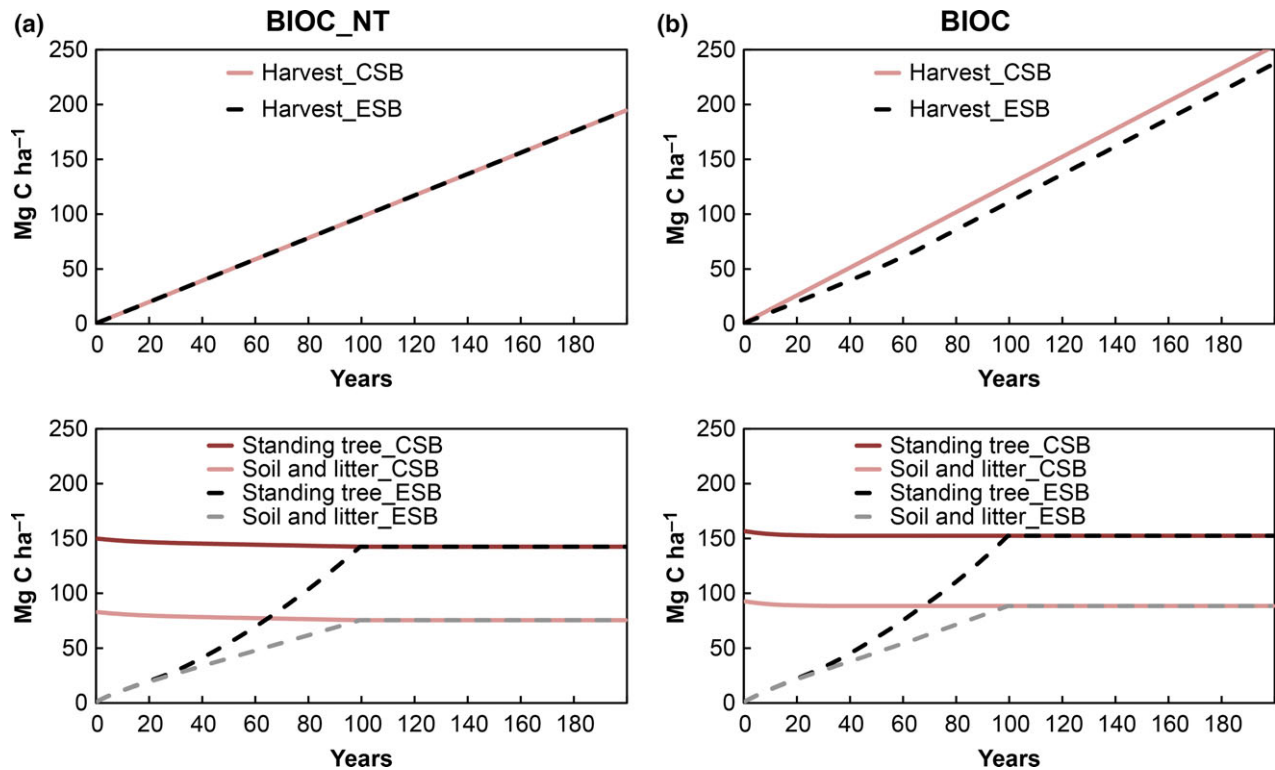 (a)
BIOC_NT
250
200
150
100
50
0
Mg C ha⁻¹
Harvest_CSB
Harvest_ESB
0 20 40 60 80 100 120 140 160 180
Years
(b)
BIOC
250
200
150
100
50
0
Mg C ha⁻¹
Harvest_CSB
Harvest_ESB
0 20 40 60 80 100 120 140 160 180
Years
250
200
150
100
50
0
Mg C ha⁻¹
Standing tree_CSB
Soil and litter_CSB
Standing tree_ESB
Soil and litter_ESB
0 20 40 60 80 100 120 140 160 180
Years
250
200
150
100
50
0
Mg C ha⁻¹
Standing tree_CSB
Soil and litter_CSB
Standing tree_ESB
Soil and litter_ESB
0 20 40 60 80 100 120 140 160 180
Years